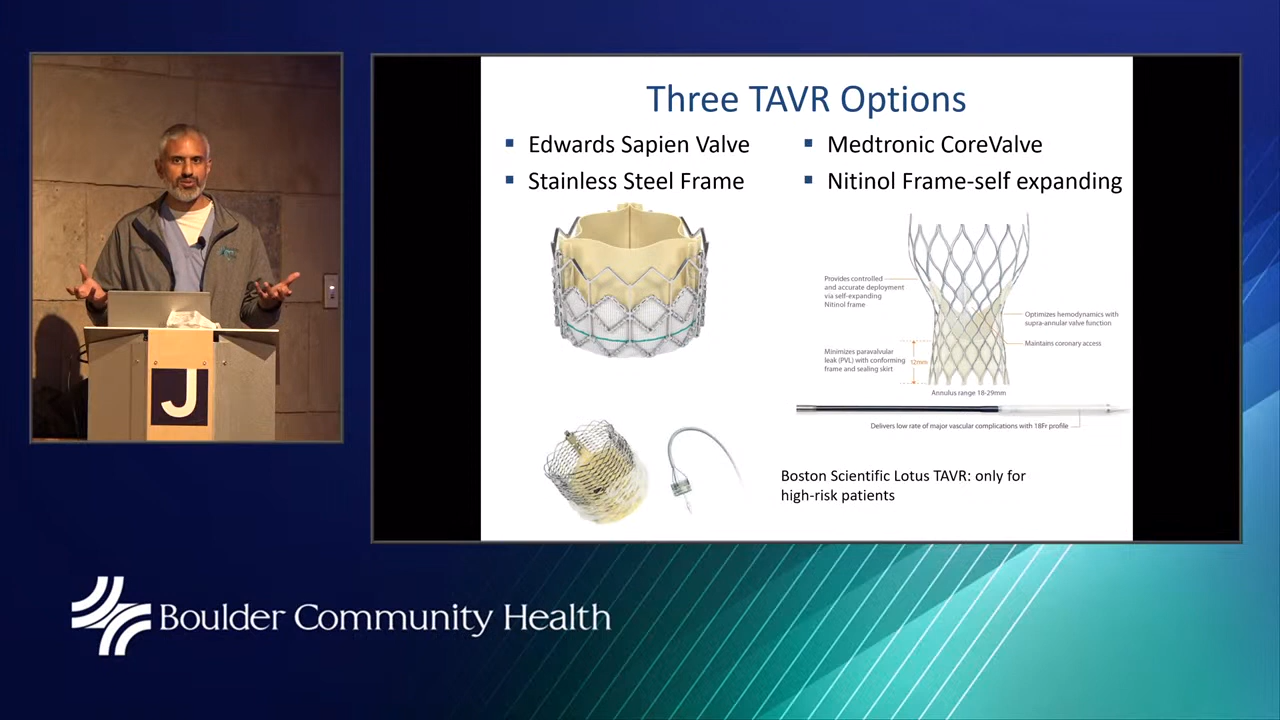 Three TAVR Options
▪ Edwards Sapien Valve
▪ Stainless Steel Frame
▪ Medtronic CoreValve
▪ Nitinol Frame-self expanding
Provides controlled
and accurate deployment
via self-expanding
Nitinol frame
Optimizes hemodynamics with
supra-annular valve function
Maintains coronary access
Minimizes paravalvular
leak (PVL) with conforming
frame and sealing skirt
12mm
Annulus range 18-29mm
Delivers low rate of major vascular complications with 18Fr profile
Boston Scientific Lotus TAVR: only for
high-risk patients
J
Boulder Community Health